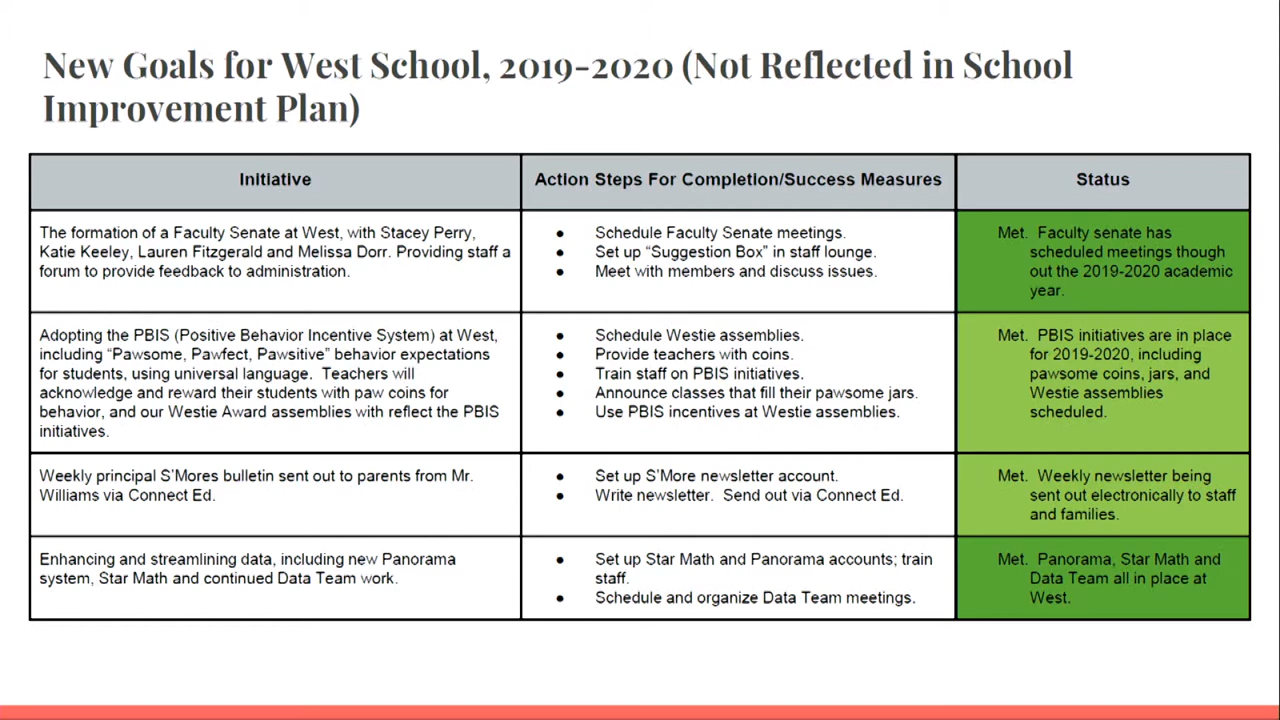 New Goals for West School, 2019-2020 (Not Reflected in School
Improvement Plan)
Initiative
Action Steps For Completion/Success Measures
Status
The formation of a Faculty Senate at West, with Stacey Perry,
Katie Keeley, Lauren Fitzgerald and Melissa Dorr. Providing staff a
forum to provide feedback to administration.
● Schedule Faculty Senate meetings.
● Set up “Suggestion Box” in staff lounge.
● Meet with members and discuss issues.
Met. Faculty senate has
scheduled meetings though
out the 2019-2020 academic
year.
Adopting the PBIS (Positive Behavior Incentive System) at West,
including “Pawsome, Pawfect, Pawsitive” behavior expectations
for students, using universal language. Teachers will
acknowledge and reward their students with paw coins for
behavior, and our Westie Award assemblies with reflect the PBIS
initiatives.
● Schedule Westie assemblies.
● Provide teachers with coins.
● Train staff on PBIS initiatives.
● Announce classes that fill their pawsome jars.
● Use PBIS incentives at Westie assemblies.
Met. PBIS initiatives are in place
for 2019-2020, including
pawsome coins, jars, and
Westie assemblies
scheduled.
Weekly principal S’Mores bulletin sent out to parents from Mr.
Williams via Connect Ed.
● Set up S’More newsletter account.
● Write newsletter. Send out via Connect Ed.
Met. Weekly newsletter being
sent out electronically to staff
and families.
Enhancing and streamlining data, including new Panorama
system, Star Math and continued Data Team work.
● Set up Star Math and Panorama accounts; train
staff.
● Schedule and organize Data Team meetings.
Met. Panorama, Star Math and
Data Team all in place at
West.